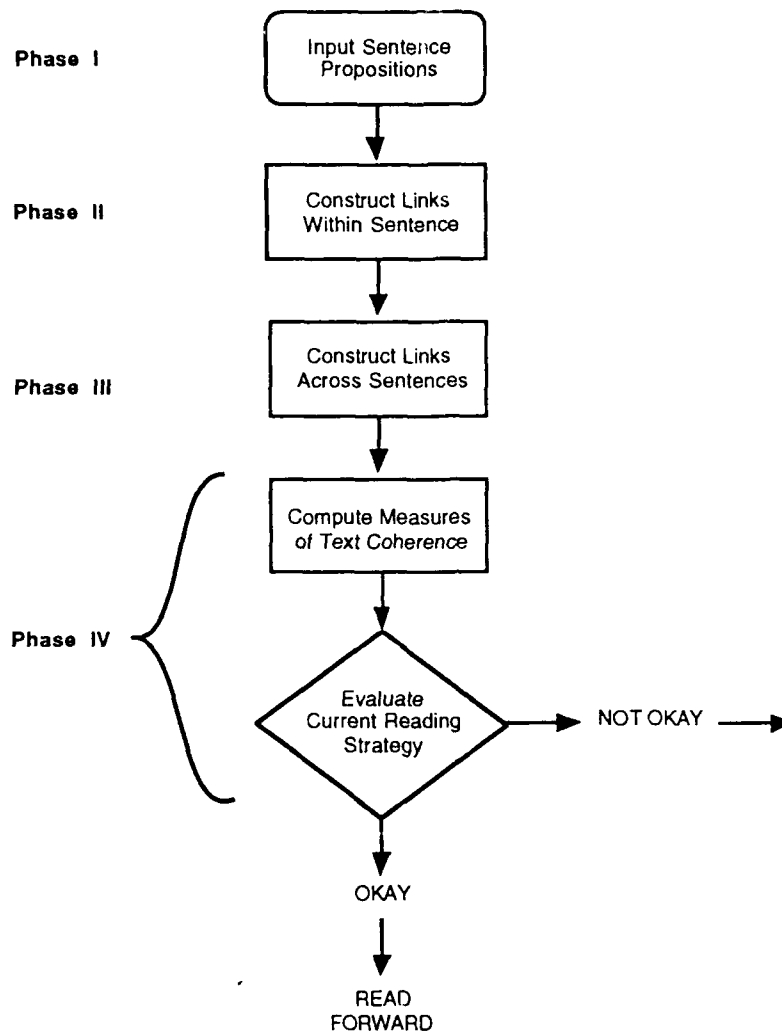 Phase I
Input Sentence
Propositions
Phase II
Construct Links
Within Sentence
Phase III
Construct Links
Across Sentences
Compute Measures
of Text Coherence
Phase IV
Evaluate
Current Reading
Strategy
NOT OKAY
OKAY
READ
FORWARD